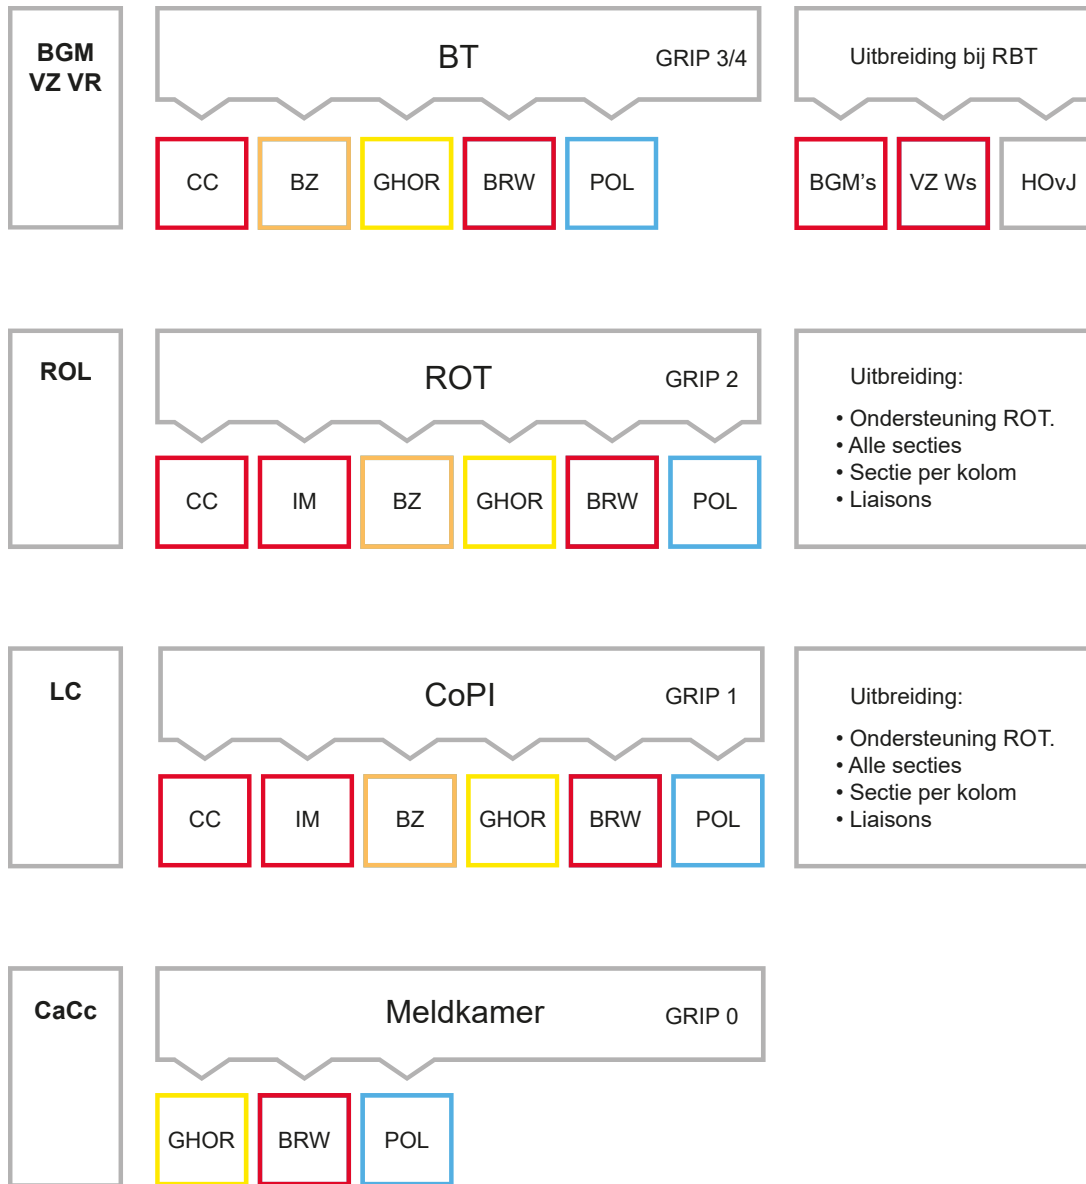 BGM
VZ VR
BT
GRIP 3/4
Uitbreiding bij RBT
CC
BZ
GHOR
BRW
POL
BGM's
VZ Ws
HOvJ
ROL
ROT
GRIP 2
CC
IM
BZ
GHOR
BRW
POL
Uitbreiding:
• Ondersteuning ROT.
• Alle secties
• Sectie per kolom
• Liaisons
LC
CoPI
GRIP 1
CC
IM
BZ
GHOR
BRW
POL
Uitbreiding:
• Ondersteuning ROT.
• Alle secties
• Sectie per kolom
• Liaisons
CaCc
Meldkamer
GRIP 0
GHOR
BRW
POL